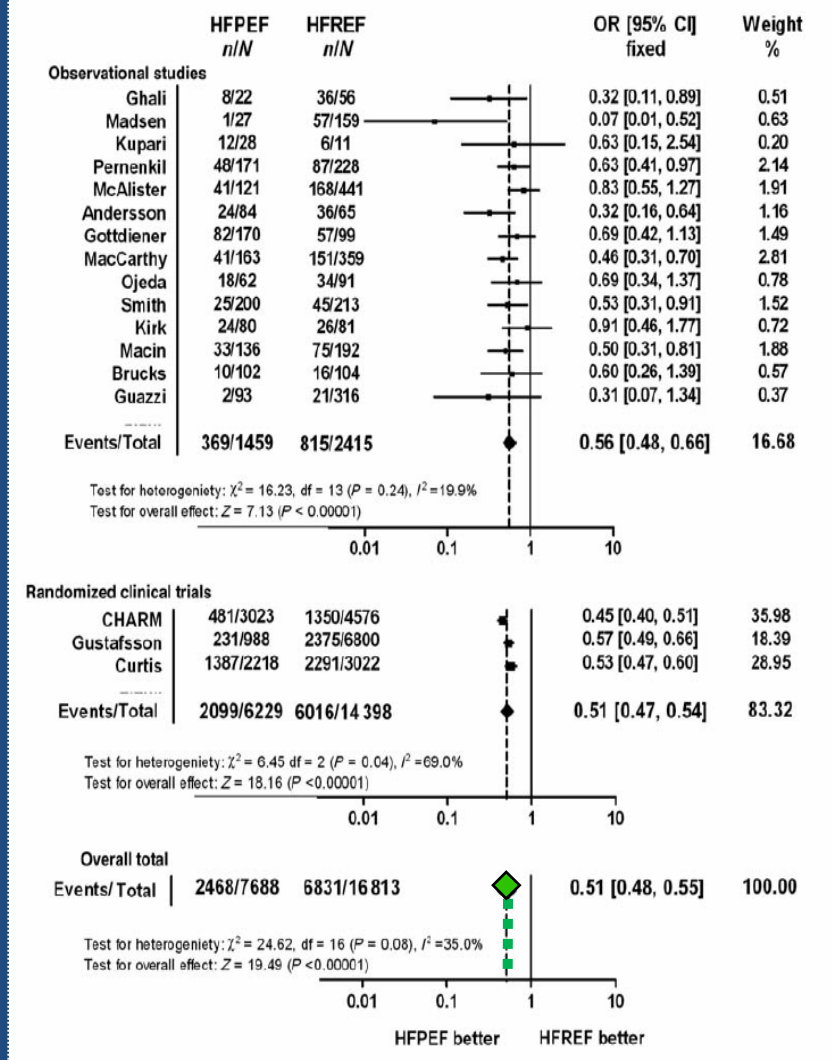 HFPEF HFREF OR [95% CI] Weight
n/N n/N fixed %
Observational studies
Ghali 8/22 36/56 0.32 [0.11, 0.89] 0.51
Madsen 1/27 57/159 0.07 [0.01, 0.52] 0.63
Kupari 12/28 6/11 0.63 [0.15, 2.54] 0.20
Pernenkil 48/171 87/228 0.63 [0.41, 0.97] 2.14
McAlister 41/121 168/441 0.83 [0.55, 1.27] 1.91
Andersson 24/84 36/65 0.32 [0.16, 0.64] 1.16
Gottdiener 82/170 57/99 0.69 [0.42, 1.13] 1.49
MacCarthy 41/163 151/359 0.46 [0.31, 0.70] 2.81
Ojeda 18/62 34/91 0.69 [0.34, 1.37] 0.78
Smith 25/200 45/213 0.53 [0.31, 0.91] 1.52
Kirk 24/80 26/81 0.91 [0.46, 1.77] 0.72
Macin 33/136 75/192 0.50 [0.31, 0.81] 1.88
Brucks 10/102 16/104 0.60 [0.26, 1.39] 0.57
Guazzi 2/93 21/316 0.31 [0.07, 1.34] 0.37
Events/Total 369/1459 815/2415 0.56 [0.48, 0.66] 16.68
Test for heterogeniety: χ² = 16.23, df = 13 (P = 0.24), I² =19.9%
Test for overall effect: Z = 7.13 (P < 0.00001)
0.01 0.1 1 10
Randomized clinical trials
CHARM 481/3023 1350/4576 0.45 [0.40, 0.51] 35.98
Gustafsson 231/988 2375/6800 0.57 [0.49, 0.66] 18.39
Curtis 1387/2218 2291/3022 0.53 [0.47, 0.60] 28.95
Events/Total 2099/6229 6016/14 398 0.51 [0.47, 0.54] 83.32
Test for heterogeniety: χ² = 6.45 df = 2 (P = 0.04), I² =69.0%
Test for overall effect: Z = 18.16 (P <0.00001)
0.01 0.1 1 10
Overall total
Events/ Total 2468/7688 6831/16 813 0.51 [0.48, 0.55] 100.00
Test for heterogeniety: χ² = 24.62, df = 16 (P = 0.08), I² =35.0%
Test for overall effect: Z = 19.49 (P <0.00001)
0.01 0.1 1 10
HFPEF better HFREF better